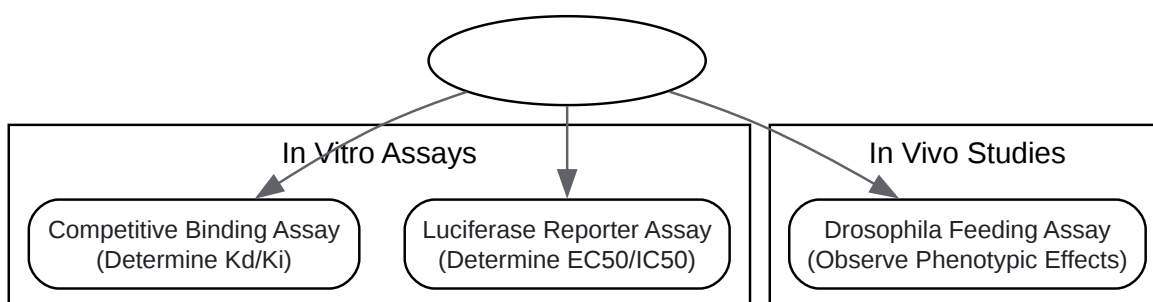 In Vitro Assays
In Vivo Studies
Competitive Binding Assay
(Determine Kd/Ki)
Luciferase Reporter Assay
(Determine EC50/IC50)
Drosophila Feeding Assay
(Observe Phenotypic Effects)